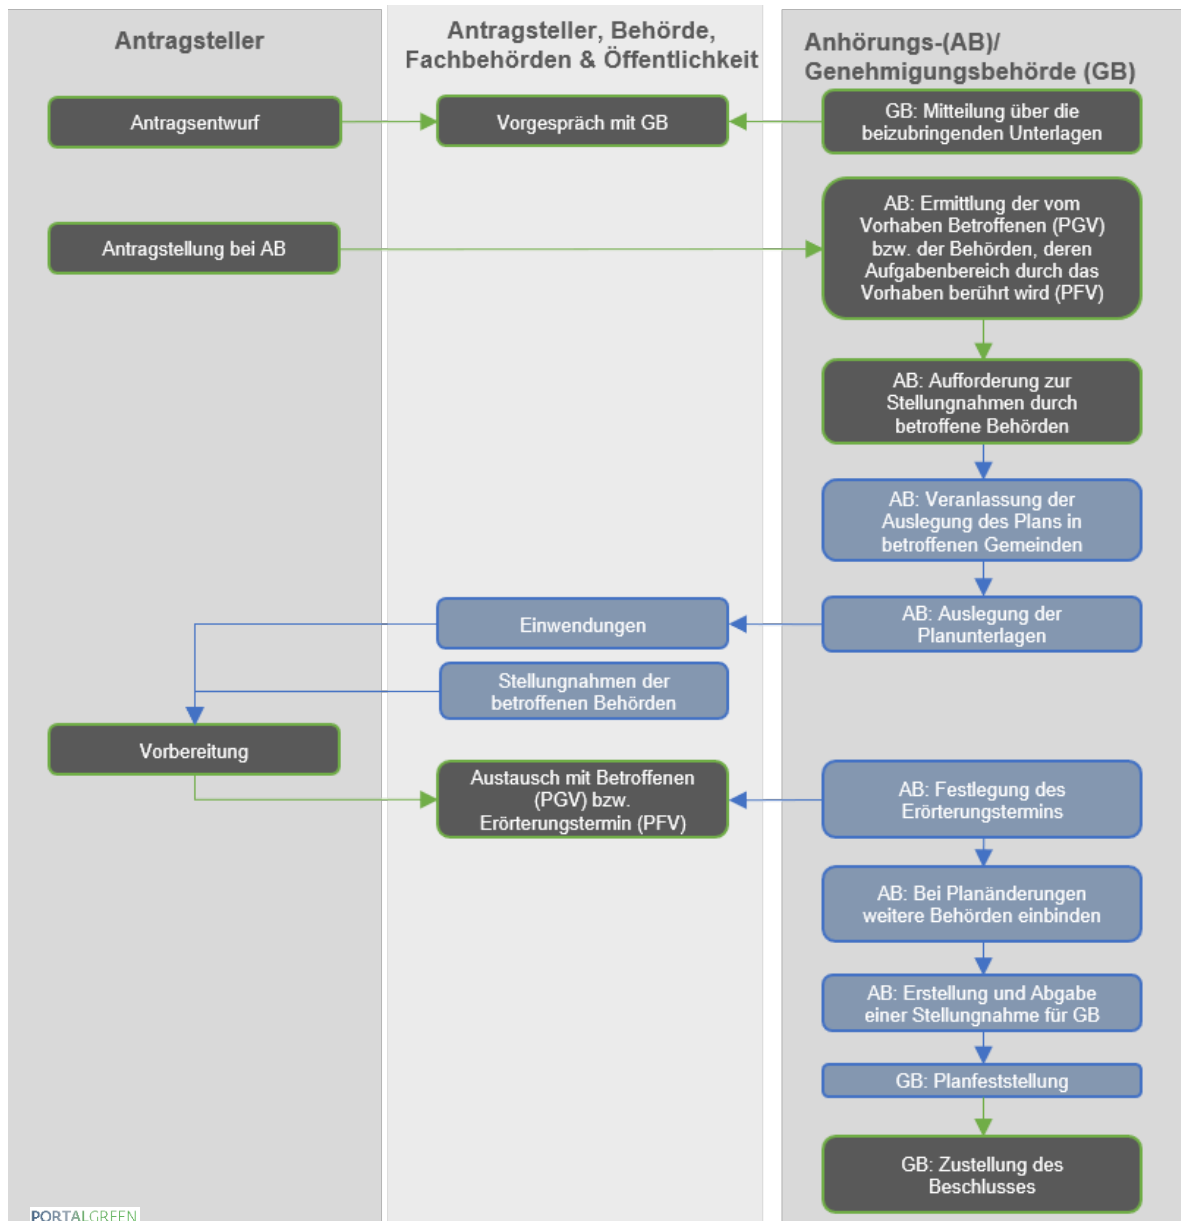 Antragsteller
Antragsteller, Behörde,
Fachbehörden & Öffentlichkeit
Anhörungs-(AB)/
Genehmigungsbehörde (GB)
Antragsentwurf
Vorgespräch mit GB
GB: Mitteilung über die
beizubringenden Unterlagen
Antragstellung bei AB
AB: Ermittlung der vom
Vorhaben Betroffenen (PGV)
bzw. der Behörden, deren
Aufgabenbereich durch das
Vorhaben berührt wird (PFV)
AB: Aufforderung zur
Stellungnahmen durch
betroffene Behörden
AB: Veranlassung der
Auslegung des Plans in
betroffenen Gemeinden
Einwendungen
AB: Auslegung der
Planunterlagen
Stellungnahmen der
betroffenen Behörden
Vorbereitung
Austausch mit Betroffenen
(PGV) bzw.
Erörterungstermin (PFV)
AB: Festlegung des
Erörterungstermins
AB: Bei Planänderungen
weitere Behörden einbinden
AB: Erstellung und Abgabe
einer Stellungnahme für GB
GB: Planfeststellung
GB: Zustellung des
Beschlusses
PORTALGREEN